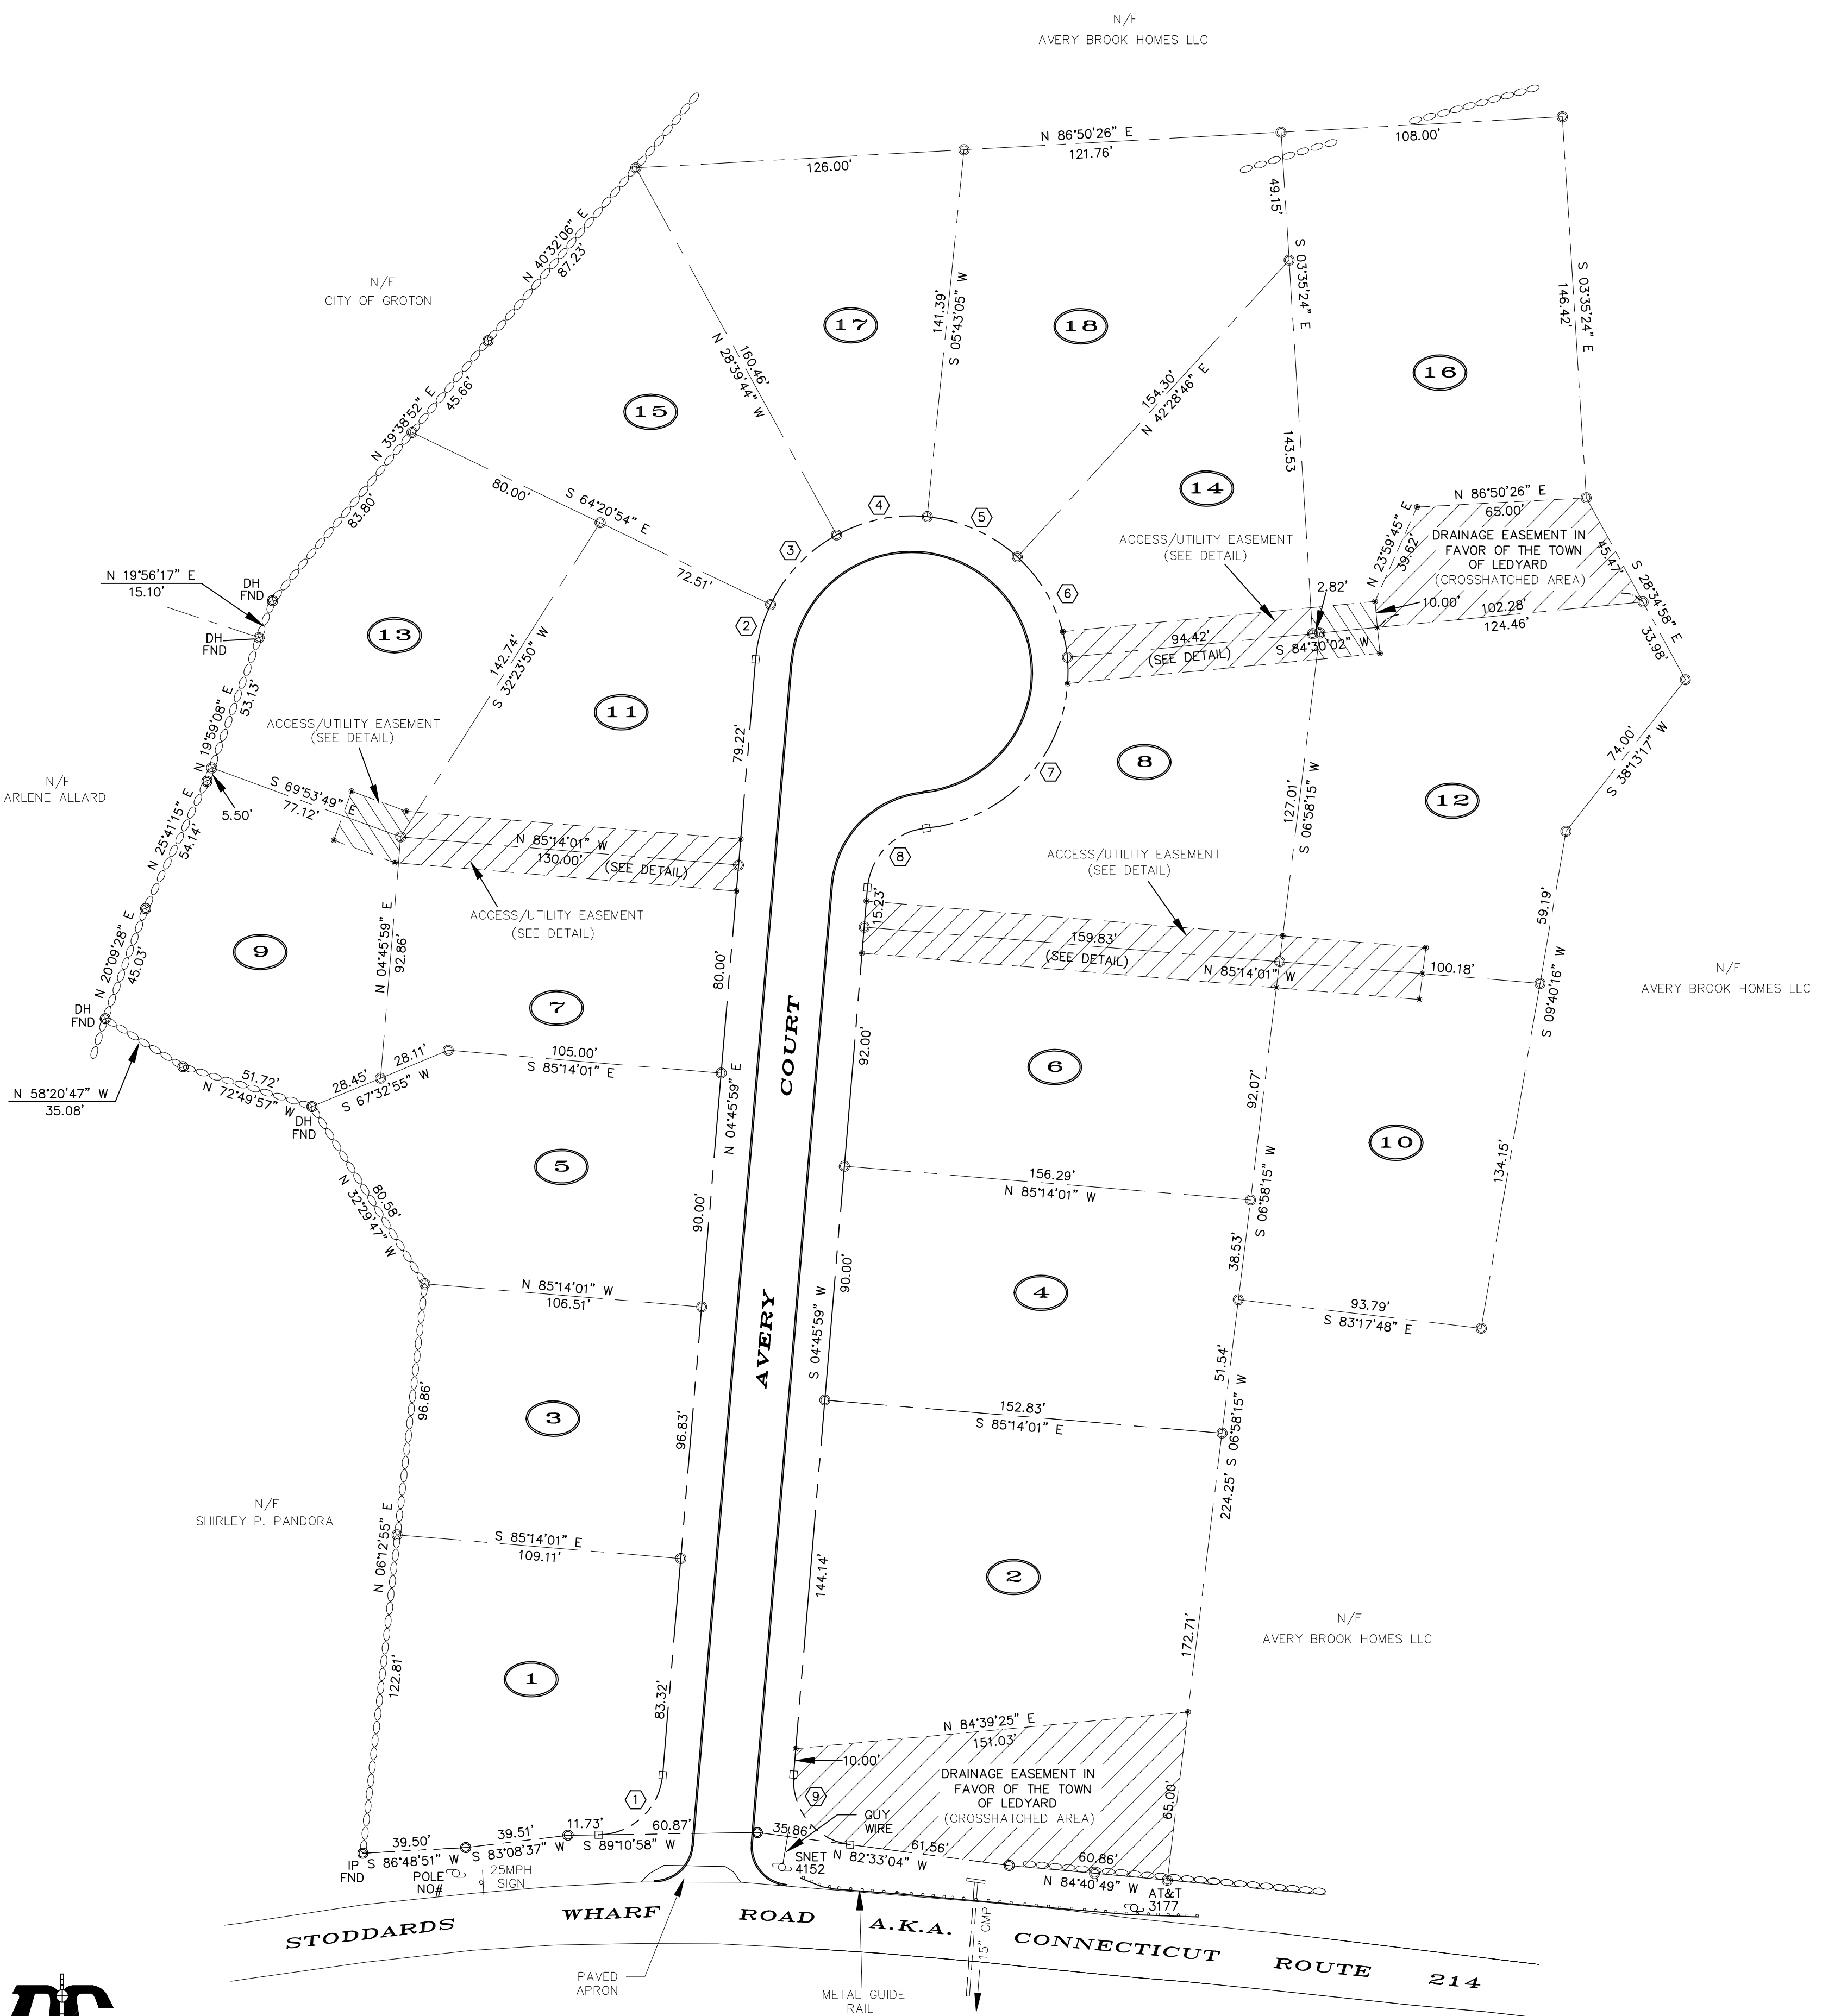 N/F
AVERY BROOK HOMES LLC
N 86°50'26" E
121.76'
108.00'
126.00'
49.15'
S 03°35'24" E
S 03°35'24" E
146.42'
N 40°32'06" E
87.23'
N/F
CITY OF GROTON
160.46'
N 28°39'44" W
17
141.39'
S 05°43'05" W
18
154.30'
N 42°28'46" E
16
15
N 39°38'52" E
45.66'
143.53
14
80.00'
S 64°20'54" E
83.80'
72.51'
4
5
3
6
2
ACCESS/UTILITY EASEMENT
(SEE DETAIL)
N 86°50'26" E
65.00'
N 23°59'45" E
39.62'
DRAINAGE EASEMENT IN
FAVOR OF THE TOWN
OF LEDYARD
(CROSSHATCHED AREA)
45.47'
S 28°34'58" E
33.98'
2.82'
10.00'
102.28'
124.46'
94.42'
(SEE DETAIL)
S 84°30'02" W
N 19°56'17" E
15.10'
DH
FND
DH
FND
13
142.74'
S 32°23'50" W
11
79.22'
53.13'
N 19°59'08" E
ACCESS/UTILITY EASEMENT
(SEE DETAIL)
N/F
ARLENE ALLARD
S 69°53'49" E
77.12'
5.50'
N 25°41'15" E
54.14'
8
7
127.01'
S 06°58'15" W
12
74.00'
S 38°13'17" W
N 85°14'01" W
130.00'
(SEE DETAIL)
8
ACCESS/UTILITY EASEMENT
(SEE DETAIL)
ACCESS/UTILITY EASEMENT
(SEE DETAIL)
15.23'
159.83'
(SEE DETAIL)
N 85°14'01" W
100.18'
59.19'
S 09°40'16" W
N/F
AVERY BROOK HOMES LLC
N 20°09'28" E
45.03'
9
N 04°45'59" E
92.86'
7
80.00'
DH
FND
N 58°20'47" W
35.08'
51.72'
N 72°49'57" W
28.45'
28.11'
S 67°32'55" W
DH
FND
105.00'
S 85°14'01" E
N 04°45'59" E
AVERY COURT
92.00'
6
92.07'
10
134.15'
5
80.58'
N 32°29'47" W
90.00'
156.29'
N 85°14'01" W
S 06°58'15" W
38.53'
N 85°14'01" W
106.51'
90.00'
S 04°45'59" W
4
93.79'
S 83°17'48" E
51.54'
152.83'
S 85°14'01" E
S 06°58'15" W
224.25'
96.86'
3
96.83'
N/F
SHIRLEY P. PANDORA
N 06°12'55" E
S 85°14'01" E
109.11'
144.14'
2
172.71'
N/F
AVERY BROOK HOMES LLC
122.81'
1
83.32'
N 84°39'25" E
151.03'
10.00'
DRAINAGE EASEMENT IN
FAVOR OF THE TOWN
OF LEDYARD
(CROSSHATCHED AREA)
65.00'
1
9
GUY
WIRE
39.50'
39.51'
11.73'
60.87'
35.86'
61.56'
60.86'
IP
FND
S 86°48'51" W
S 83°08'37" W
S 89°10'58" W
N 82°33'04" W
N 84°40'49" W
POLE
NO#
25MPH
SIGN
SNET
4152
AT&T
3177
STODDARDS WHARF ROAD A.K.A. CONNECTICUT ROUTE 214
15" CMP
PAVED
APRON
METAL GUIDE
RAIL